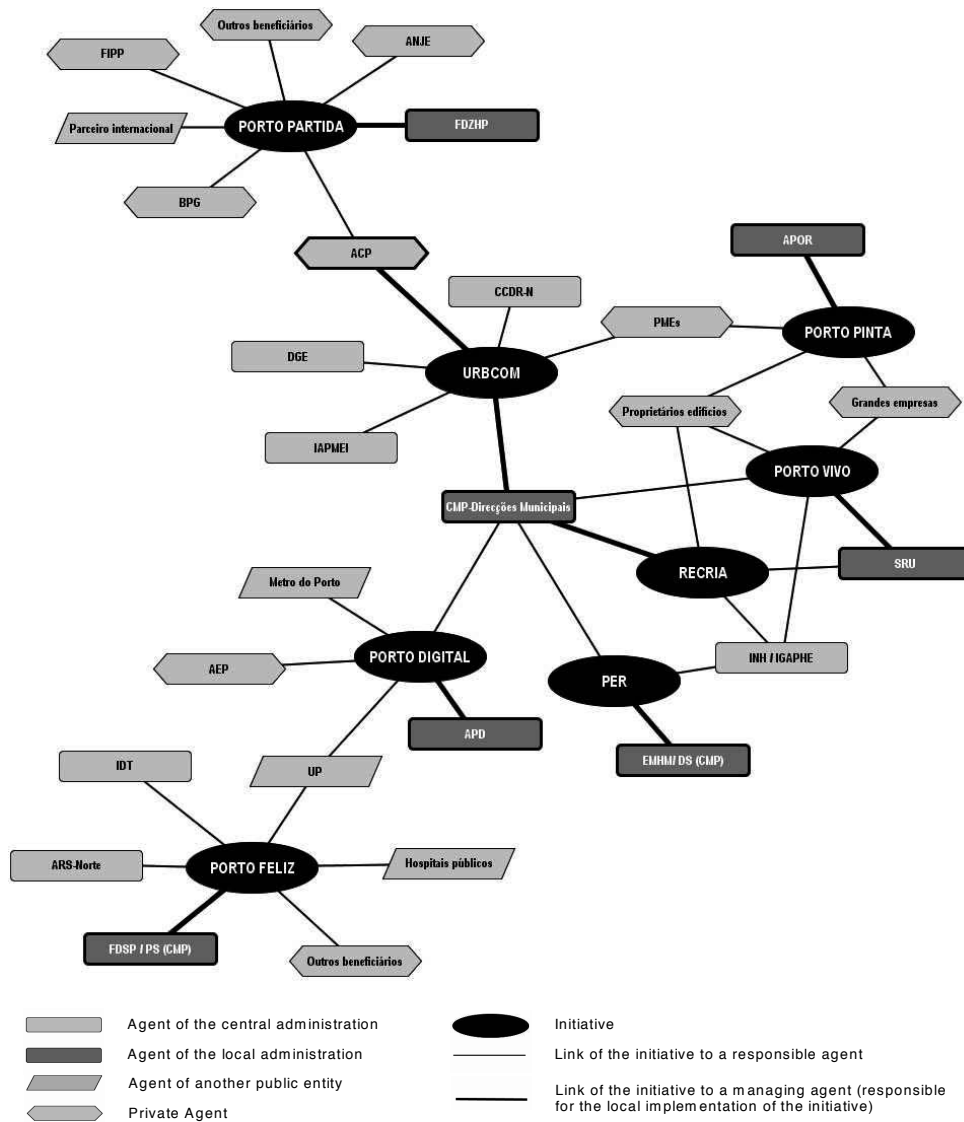 Outros beneficiários
ANJE
FIPP
Parceiro internacional
PORTO PARTIDA
FDZHP
BPG
ACP
APOR
CCDR-N
PMEs
PORTO PINTA
DGE
URBCOM
Proprietários edifícios
Grandes empresas
IAPMEI
PORTO VIVO
CMP-Direcções Municipais
SRU
RECRIA
Metro do Porto
PORTO DIGITAL
AEP
INH / IGAPHE
PER
APD
EMHM/ DS (CMP)
IDT
UP
ARS-Norte
PORTO FELIZ
Hospitais públicos
FDSP / PS (CMP)
Outros beneficiários
Agent of the central administration
Agent of the local administration
Agent of another public entity
Private Agent
Initiative
Link of the initiative to a responsible agent
Link of the initiative to a managing agent (responsible
for the local implementation of the initiative)